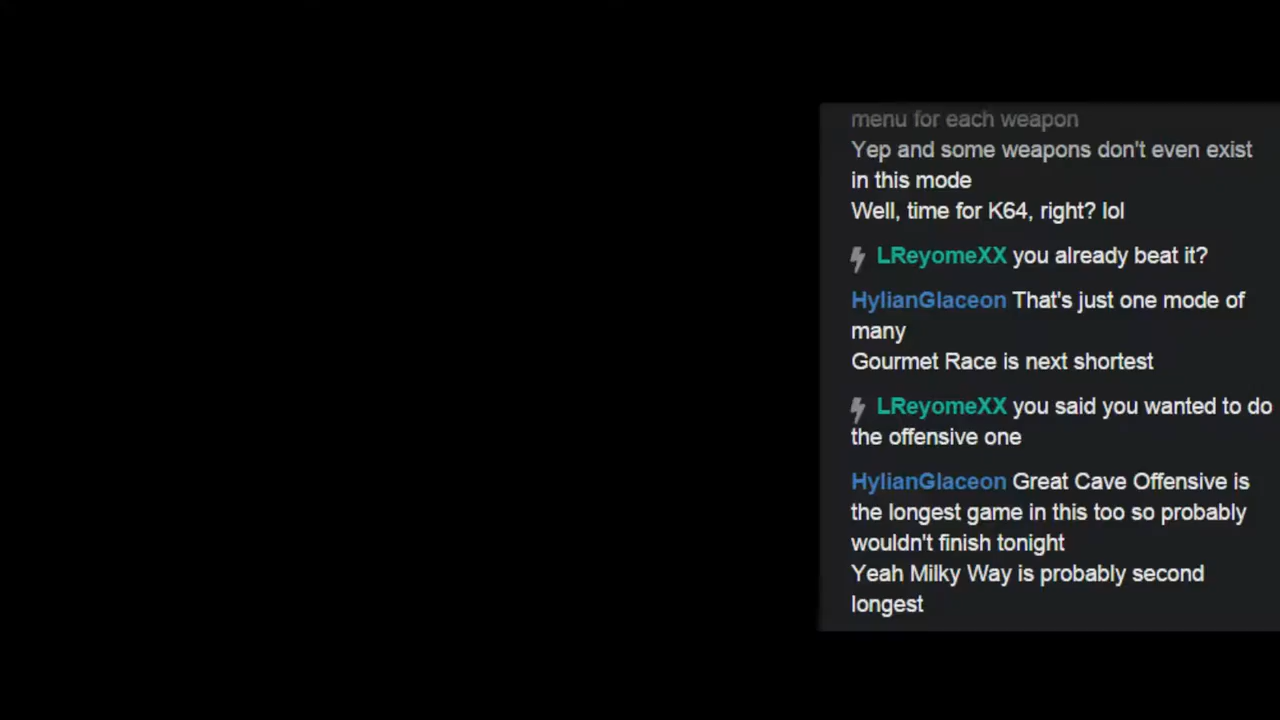 menu for each weapon
Yep and some weapons don't even exist
in this mode
Well, time for K64, right? lol
LReyomeXX you already beat it?
HylianGlaceon That's just one mode of
many
Gourmet Race is next shortest
LReyomeXX you said you wanted to do
the offensive one
HylianGlaceon Great Cave Offensive is
the longest game in this too so probably
wouldn't finish tonight
Yeah Milky Way is probably second
longest